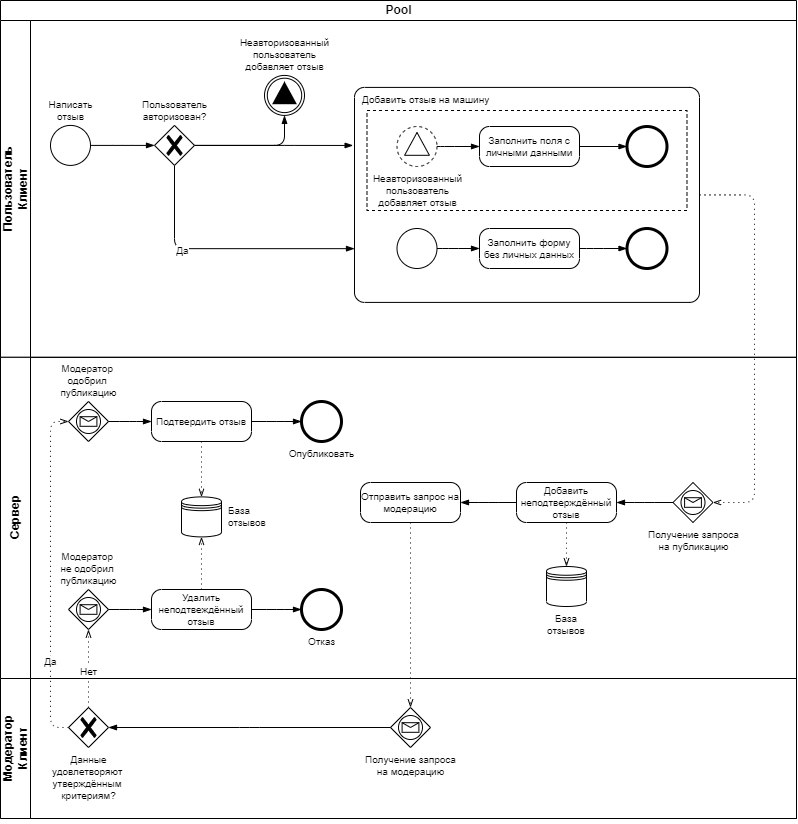 Pool
Пользователь
Клиент
Написать
отзыв
Пользователь
авторизован?
Неавторизованный
пользователь
добавляет отзыв
Да
Добавить отзыв на машину
Неавторизованный
пользователь
добавляет отзыв
Заполнить поля с
личными данными
Заполнить форму
без личных данных
Сервер
Модератор
одобрил
публикацию
Подтвердить отзыв
Опубликовать
База
отзывов
Модератор
не одобрил
публикацию
Удалить
неподтвеждённый
отзыв
Отказ
Отправить запрос на
модерацию
Добавить
неподтверждённый
отзыв
Получение запроса
на публикацию
База
отзывов
Да
Нет
Модератор
Клиент
Данные
удовлетворяют
утверждённым
критериям?
Получение запроса
на модерацию